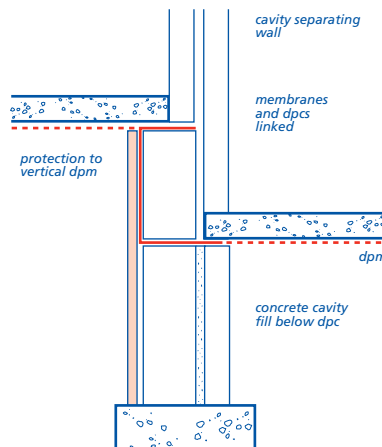 cavity separating
wall
membranes
and dpcs
linked
protection to
vertical dpm
dpm
concrete cavity
fill below dpc